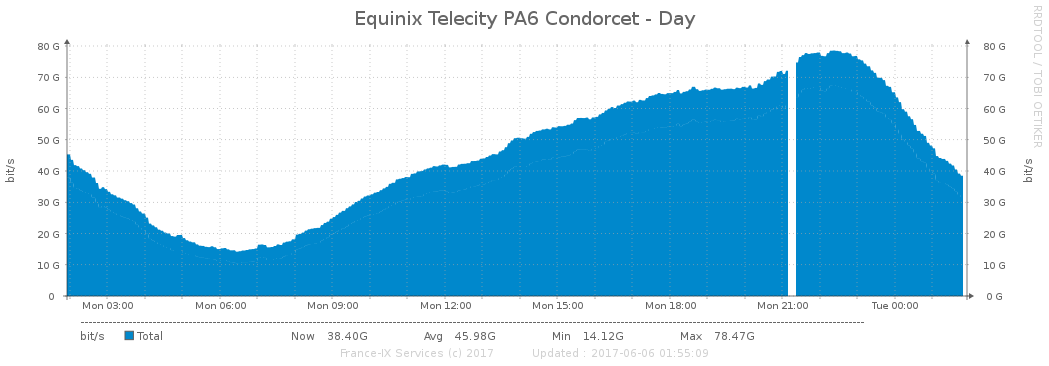 Equinix Telecity PA6 Condorcet - Day
RRDTOOL / TOBI OETIKER
80 G 80 G
70 G 70 G
60 G 60 G
50 G 50 G
40 G 40 G
30 G 30 G
20 G 20 G
10 G 10 G
0 0 G
bit/s
bit/s
Mon 03:00 Mon 06:00 Mon 09:00 Mon 12:00 Mon 15:00 Mon 18:00 Mon 21:00 Tue 00:00
bit/s Total Now 38.40G Avg 45.98G Min 14.12G Max 78.47G
France-IX Services (c) 2017 Updated : 2017-06-06 01:55:09